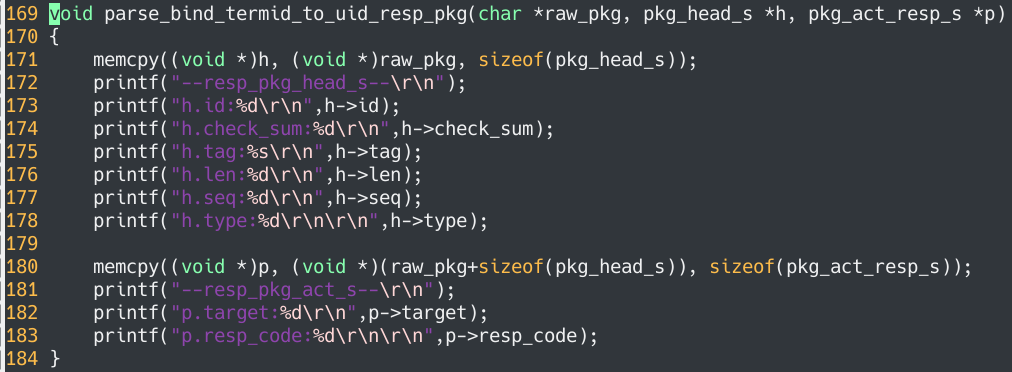 169 void parse_bind_termid_to_uid_resp_pkg(char *raw_pkg, pkg_head_s *h, pkg_act_resp_s *p)
170 {
171     memcpy((void *)h, (void *)raw_pkg, sizeof(pkg_head_s));
172     printf("--resp_pkg_head_s--\r\n");
173     printf("h.id:%d\r\n",h->id);
174     printf("h.check_sum:%d\r\n",h->check_sum);
175     printf("h.tag:%s\r\n",h->tag);
176     printf("h.len:%d\r\n",h->len);
177     printf("h.seq:%d\r\n",h->seq);
178     printf("h.type:%d\r\n\r\n",h->type);
179
180     memcpy((void *)p, (void *)(raw_pkg+sizeof(pkg_head_s)), sizeof(pkg_act_resp_s));
181     printf("--resp_pkg_act_s--\r\n");
182     printf("p.target:%d\r\n",p->target);
183     printf("p.resp_code:%d\r\n\r\n",p->resp_code);
184 }